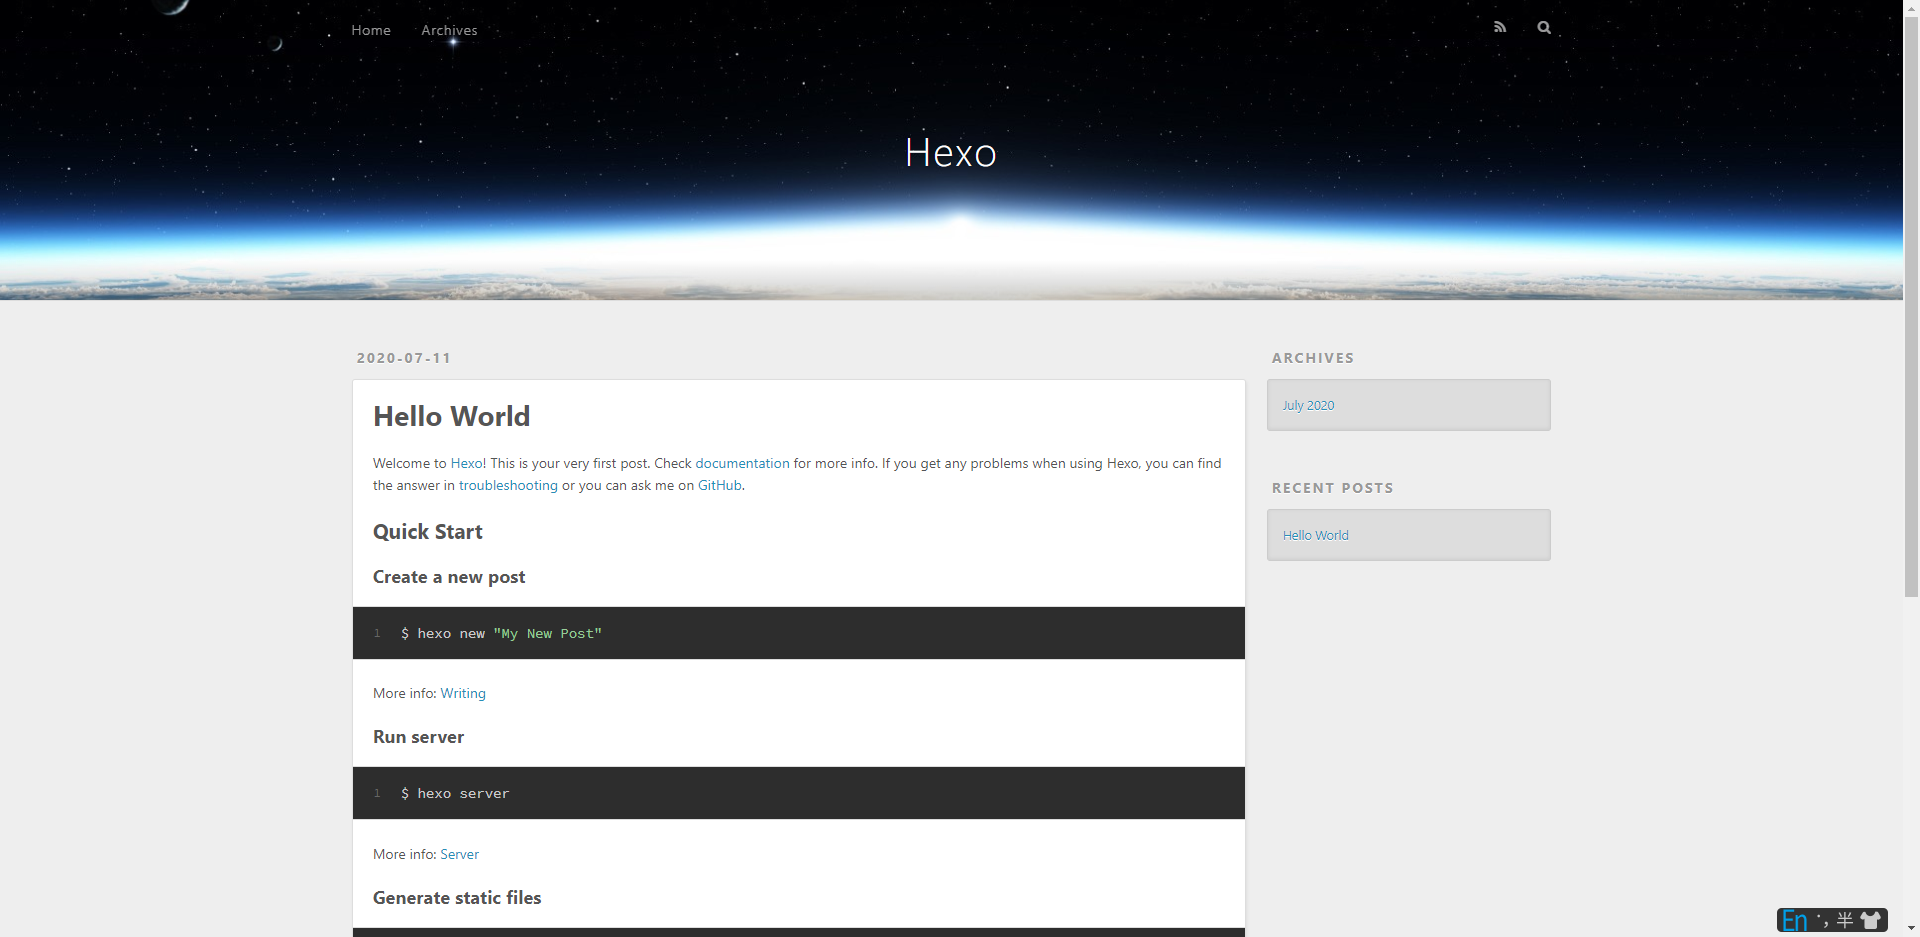 Home Archives
Hexo
2020-07-11
Hello World
Welcome to Hexo! This is your very first post. Check documentation for more info. If you get any problems when using Hexo, you can find
the answer in troubleshooting or you can ask me on GitHub.
Quick Start
Create a new post
1 $ hexo new "My New Post"
More info: Writing
Run server
1 $ hexo server
More info: Server
Generate static files
ARCHIVES
July 2020
RECENT POSTS
Hello World
En 半